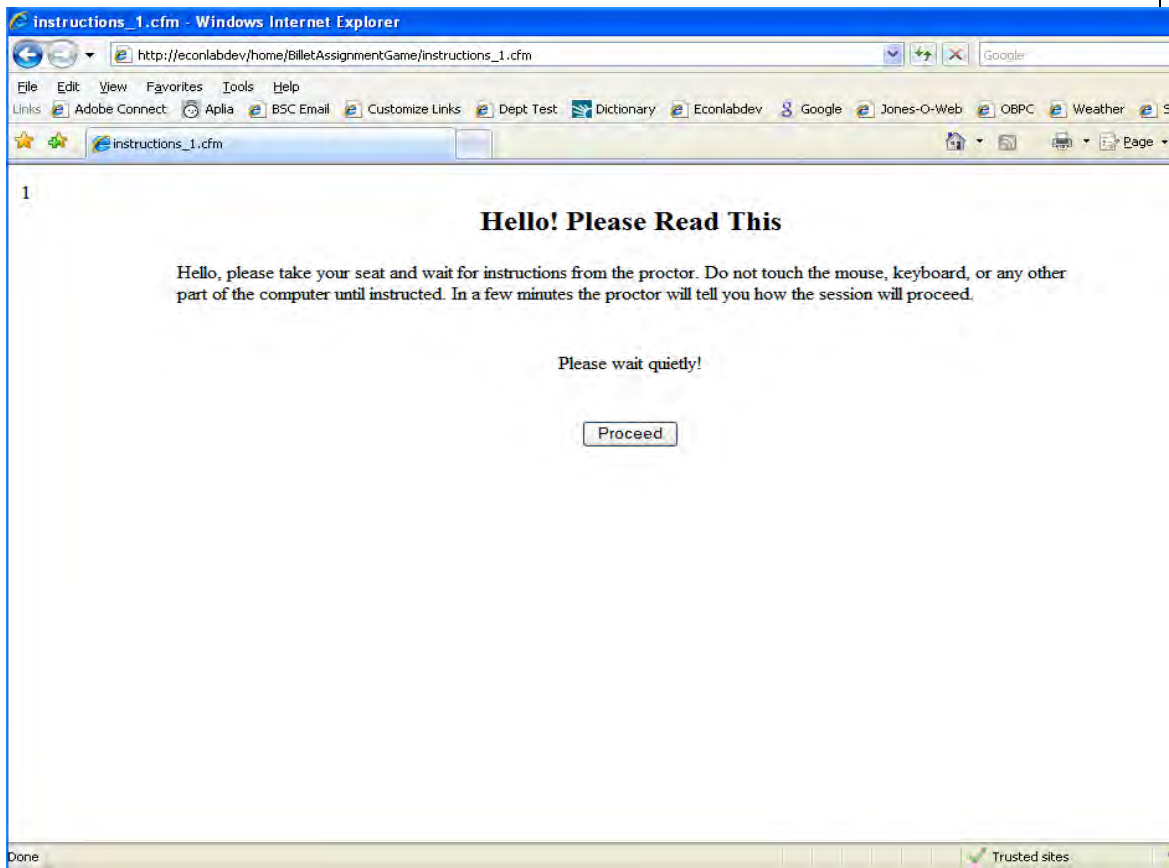 instructions_1.cfm - Windows Internet Explorer
http://econlabdev/home/BilletAssignmentGame/instructions_1.cfm
Google
File Edit View Favorites Tools Help
Links Adobe Connect Aplia BSC Email Customize Links Dept Test Dictionary Econlabdev Google Jones-O-Web OBPC Weather S
instructions_1.cfm
Page
1
Hello! Please Read This
Hello, please take your seat and wait for instructions from the proctor. Do not touch the mouse, keyboard, or any other
part of the computer until instructed. In a few minutes the proctor will tell you how the session will proceed.
Please wait quietly!
Proceed
Done Trusted sites